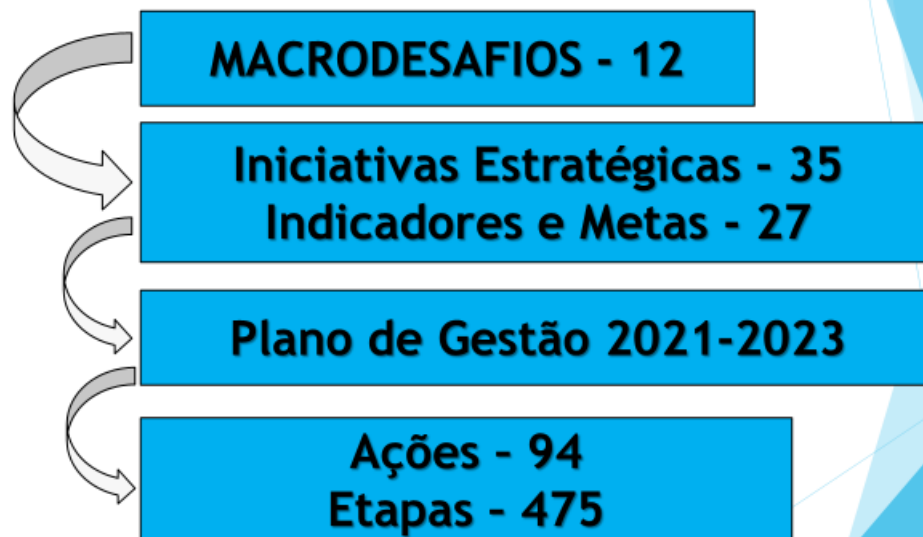 MACRODESAFIOS - 12
Iniciativas Estratégicas - 35
Indicadores e Metas - 27
Plano de Gestão 2021-2023
Ações – 94
Etapas – 475